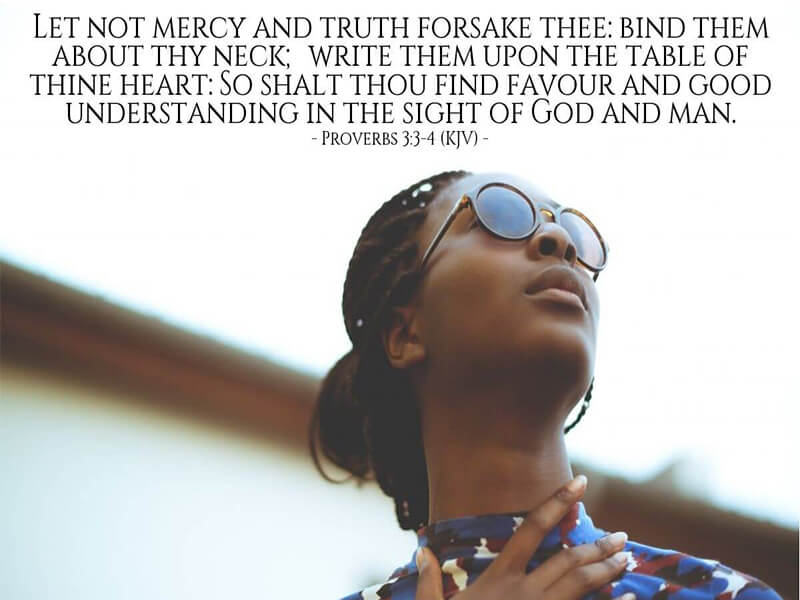 Let not mercy and truth forsake thee: bind them
about thy neck; write them upon the table of
thine heart: So shalt thou find favour and good
understanding in the sight of God and man.
- Proverbs 3:3-4 (KJV) -